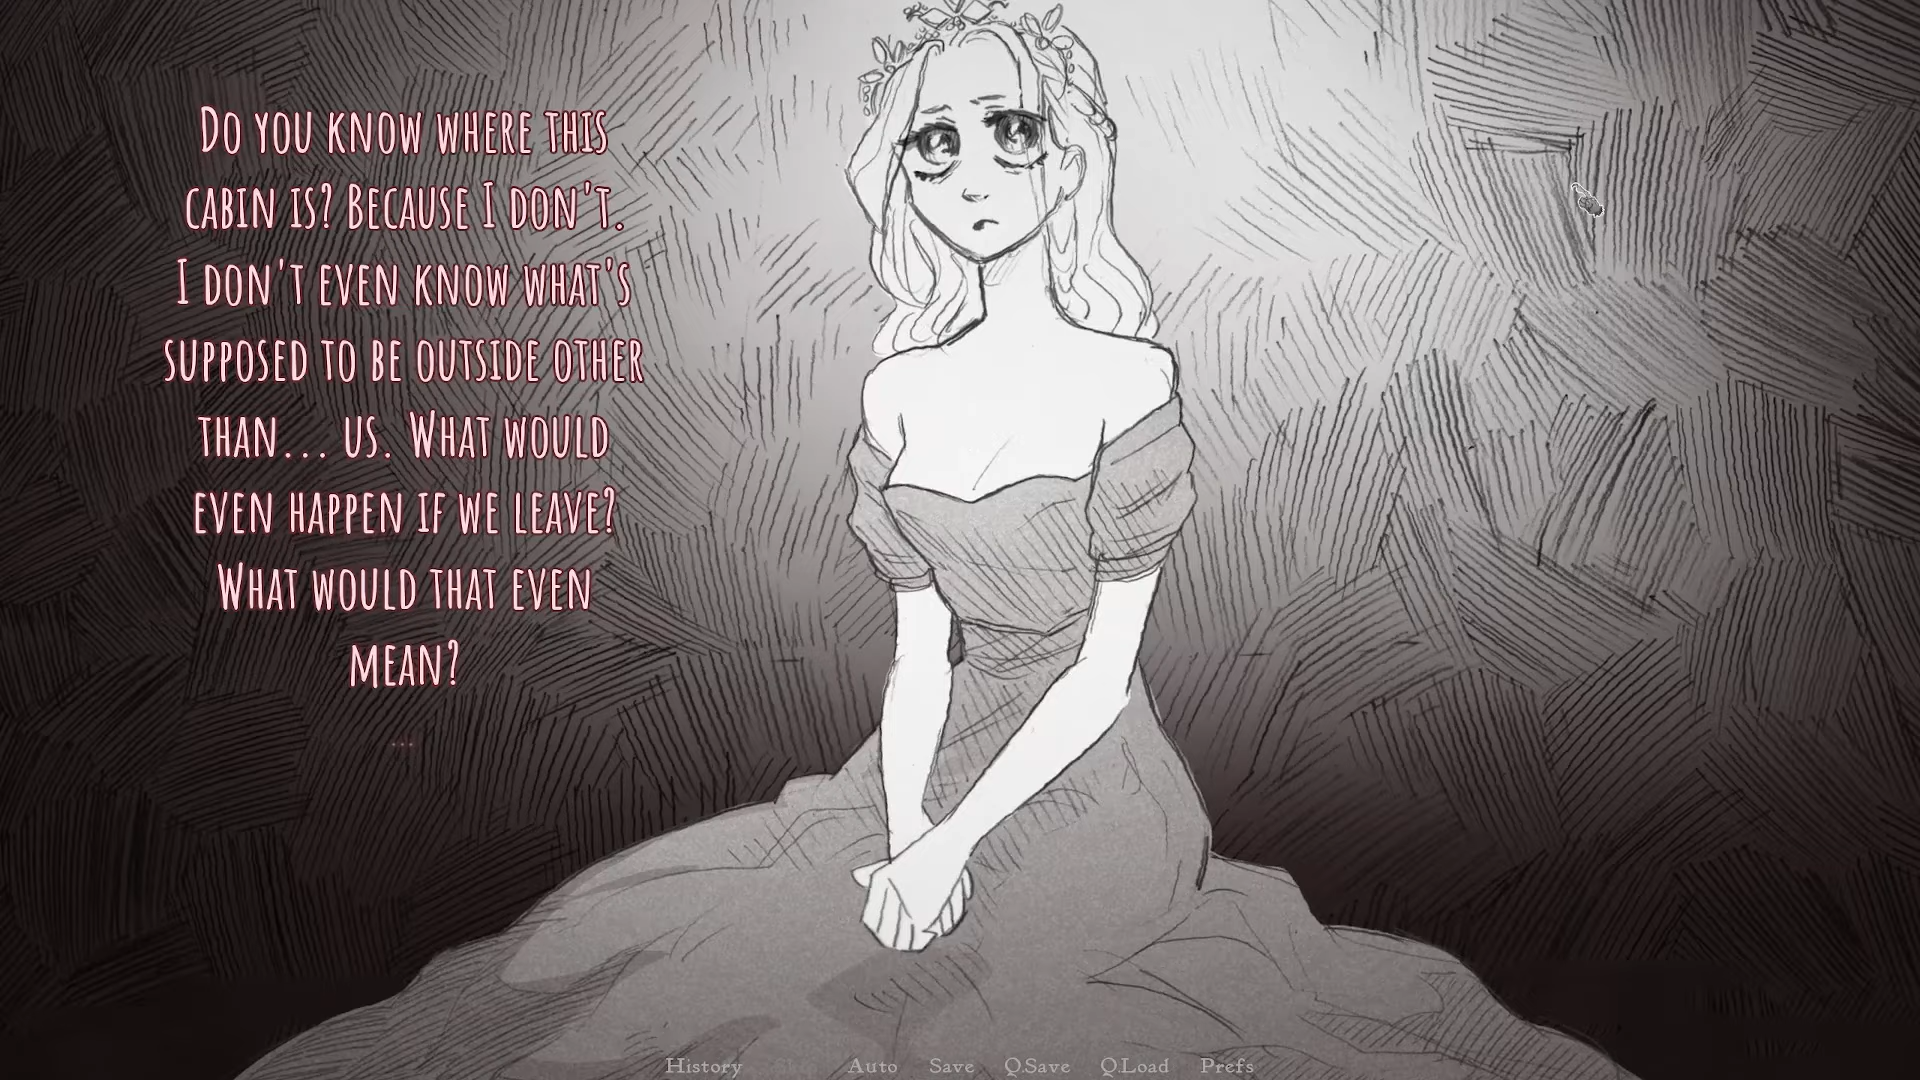 Do you know where this
cabin is? Because I don't.
I don't even know what's
supposed to be outside other
than... us. What would
even happen if we leave?
What would that even
mean?
...
History Skip Auto Save Q.Save Q.Load Prefs